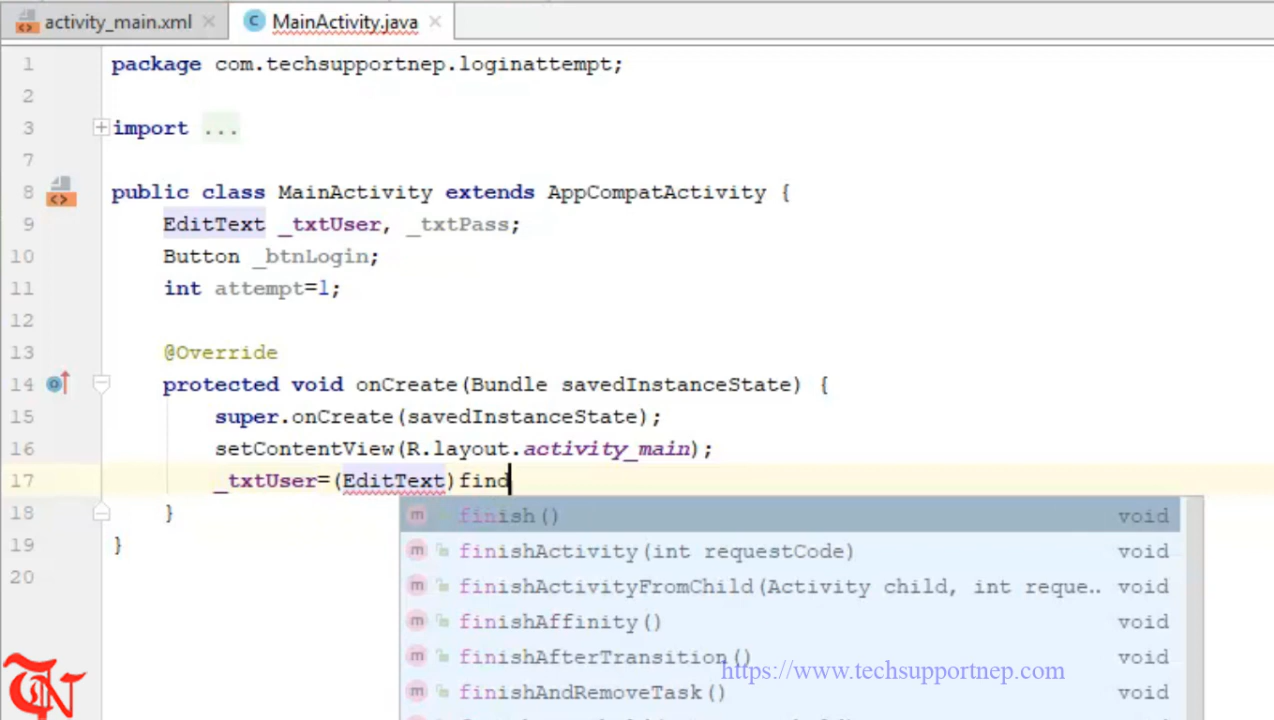 activity_main.xml MainActivity.java
1 package com.techsupportnep.loginattempt;
2
3 import ...
7
8 public class MainActivity extends AppCompatActivity {
9 EditText _txtUser, _txtPass;
10 Button _btnLogin;
11 int attempt=1;
12
13 @Override
14 protected void onCreate(Bundle savedInstanceState) {
15 super.onCreate(savedInstanceState);
16 setContentView(R.layout.activity_main);
17 _txtUser=(EditText)find
18 }
finish() void
19 }
finishActivity(int requestCode) void
20
finishActivityFromChild(Activity child, int reque.. void
finishAffinity() void
finishAfterTransition() void
https://www.techsupportnep.com
finishAndRemoveTask() void